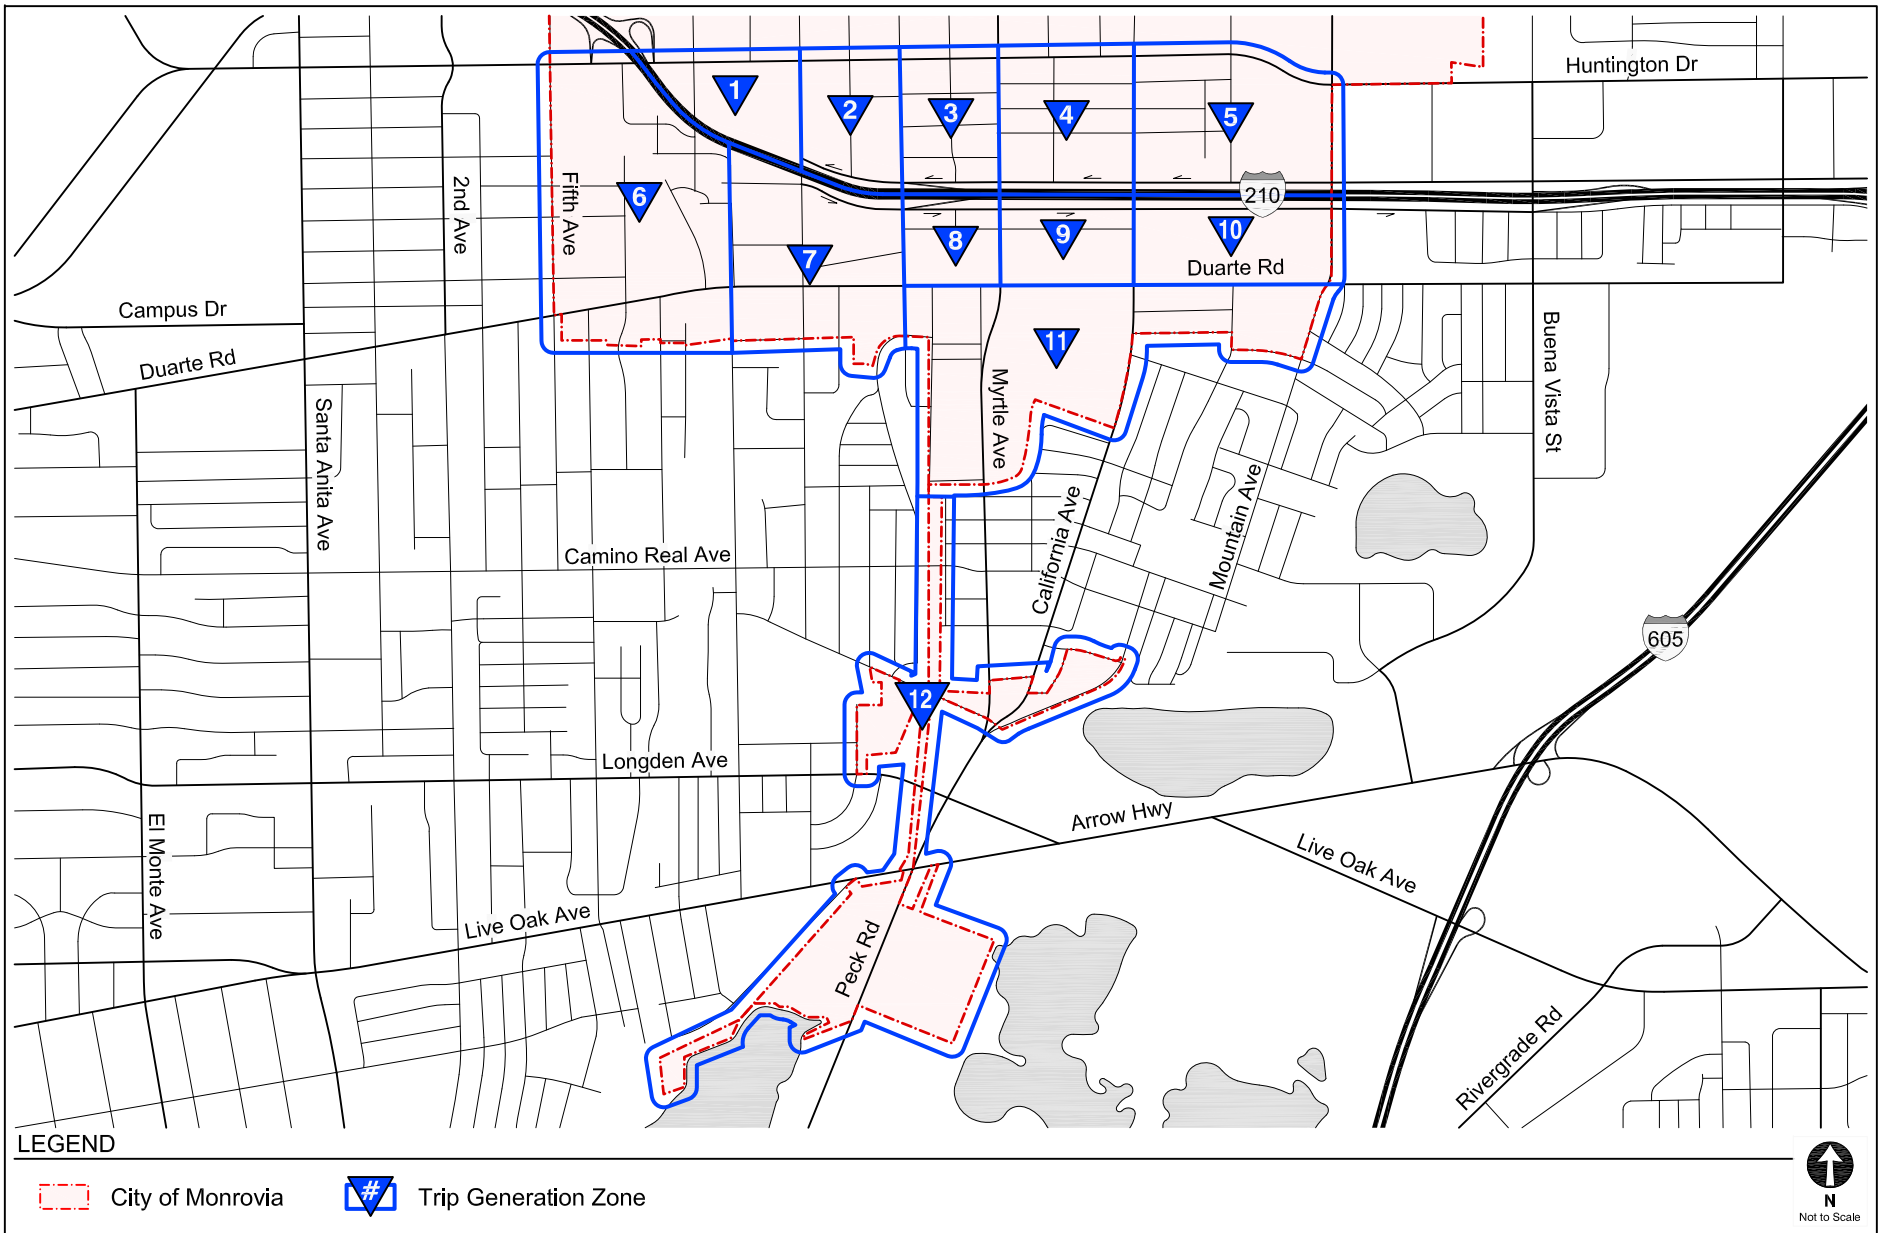 Huntington Dr
1
2
3
4
5
2nd Ave
Fifth Ave
6
210
7
8
9
10
Duarte Rd
Campus Dr
Duarte Rd
11
Buena Vista St
Santa Anita Ave
Myrtle Ave
California Ave
Mountain Ave
Camino Real Ave
605
12
Longden Ave
Arrow Hwy
Live Oak Ave
El Monte Ave
Live Oak Ave
Peck Rd
Rivergrade Rd
LEGEND
City of Monrovia
# Trip Generation Zone
N
Not to Scale